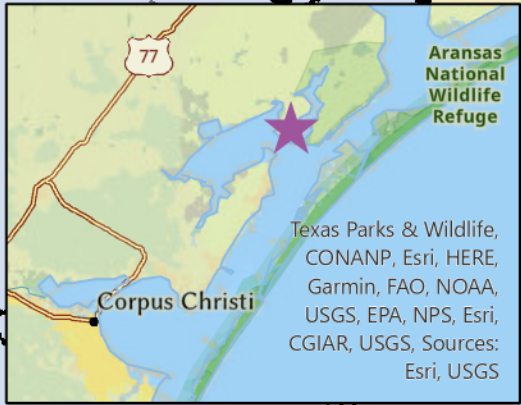 77
Aransas
National
Wildlife
Refuge
Texas Parks & Wildlife,
CONANP, Esri, HERE,
Garmin, FAO, NOAA,
USGS, EPA, NPS, Esri,
CGIAR, USGS, Sources:
Esri, USGS
Corpus Christi